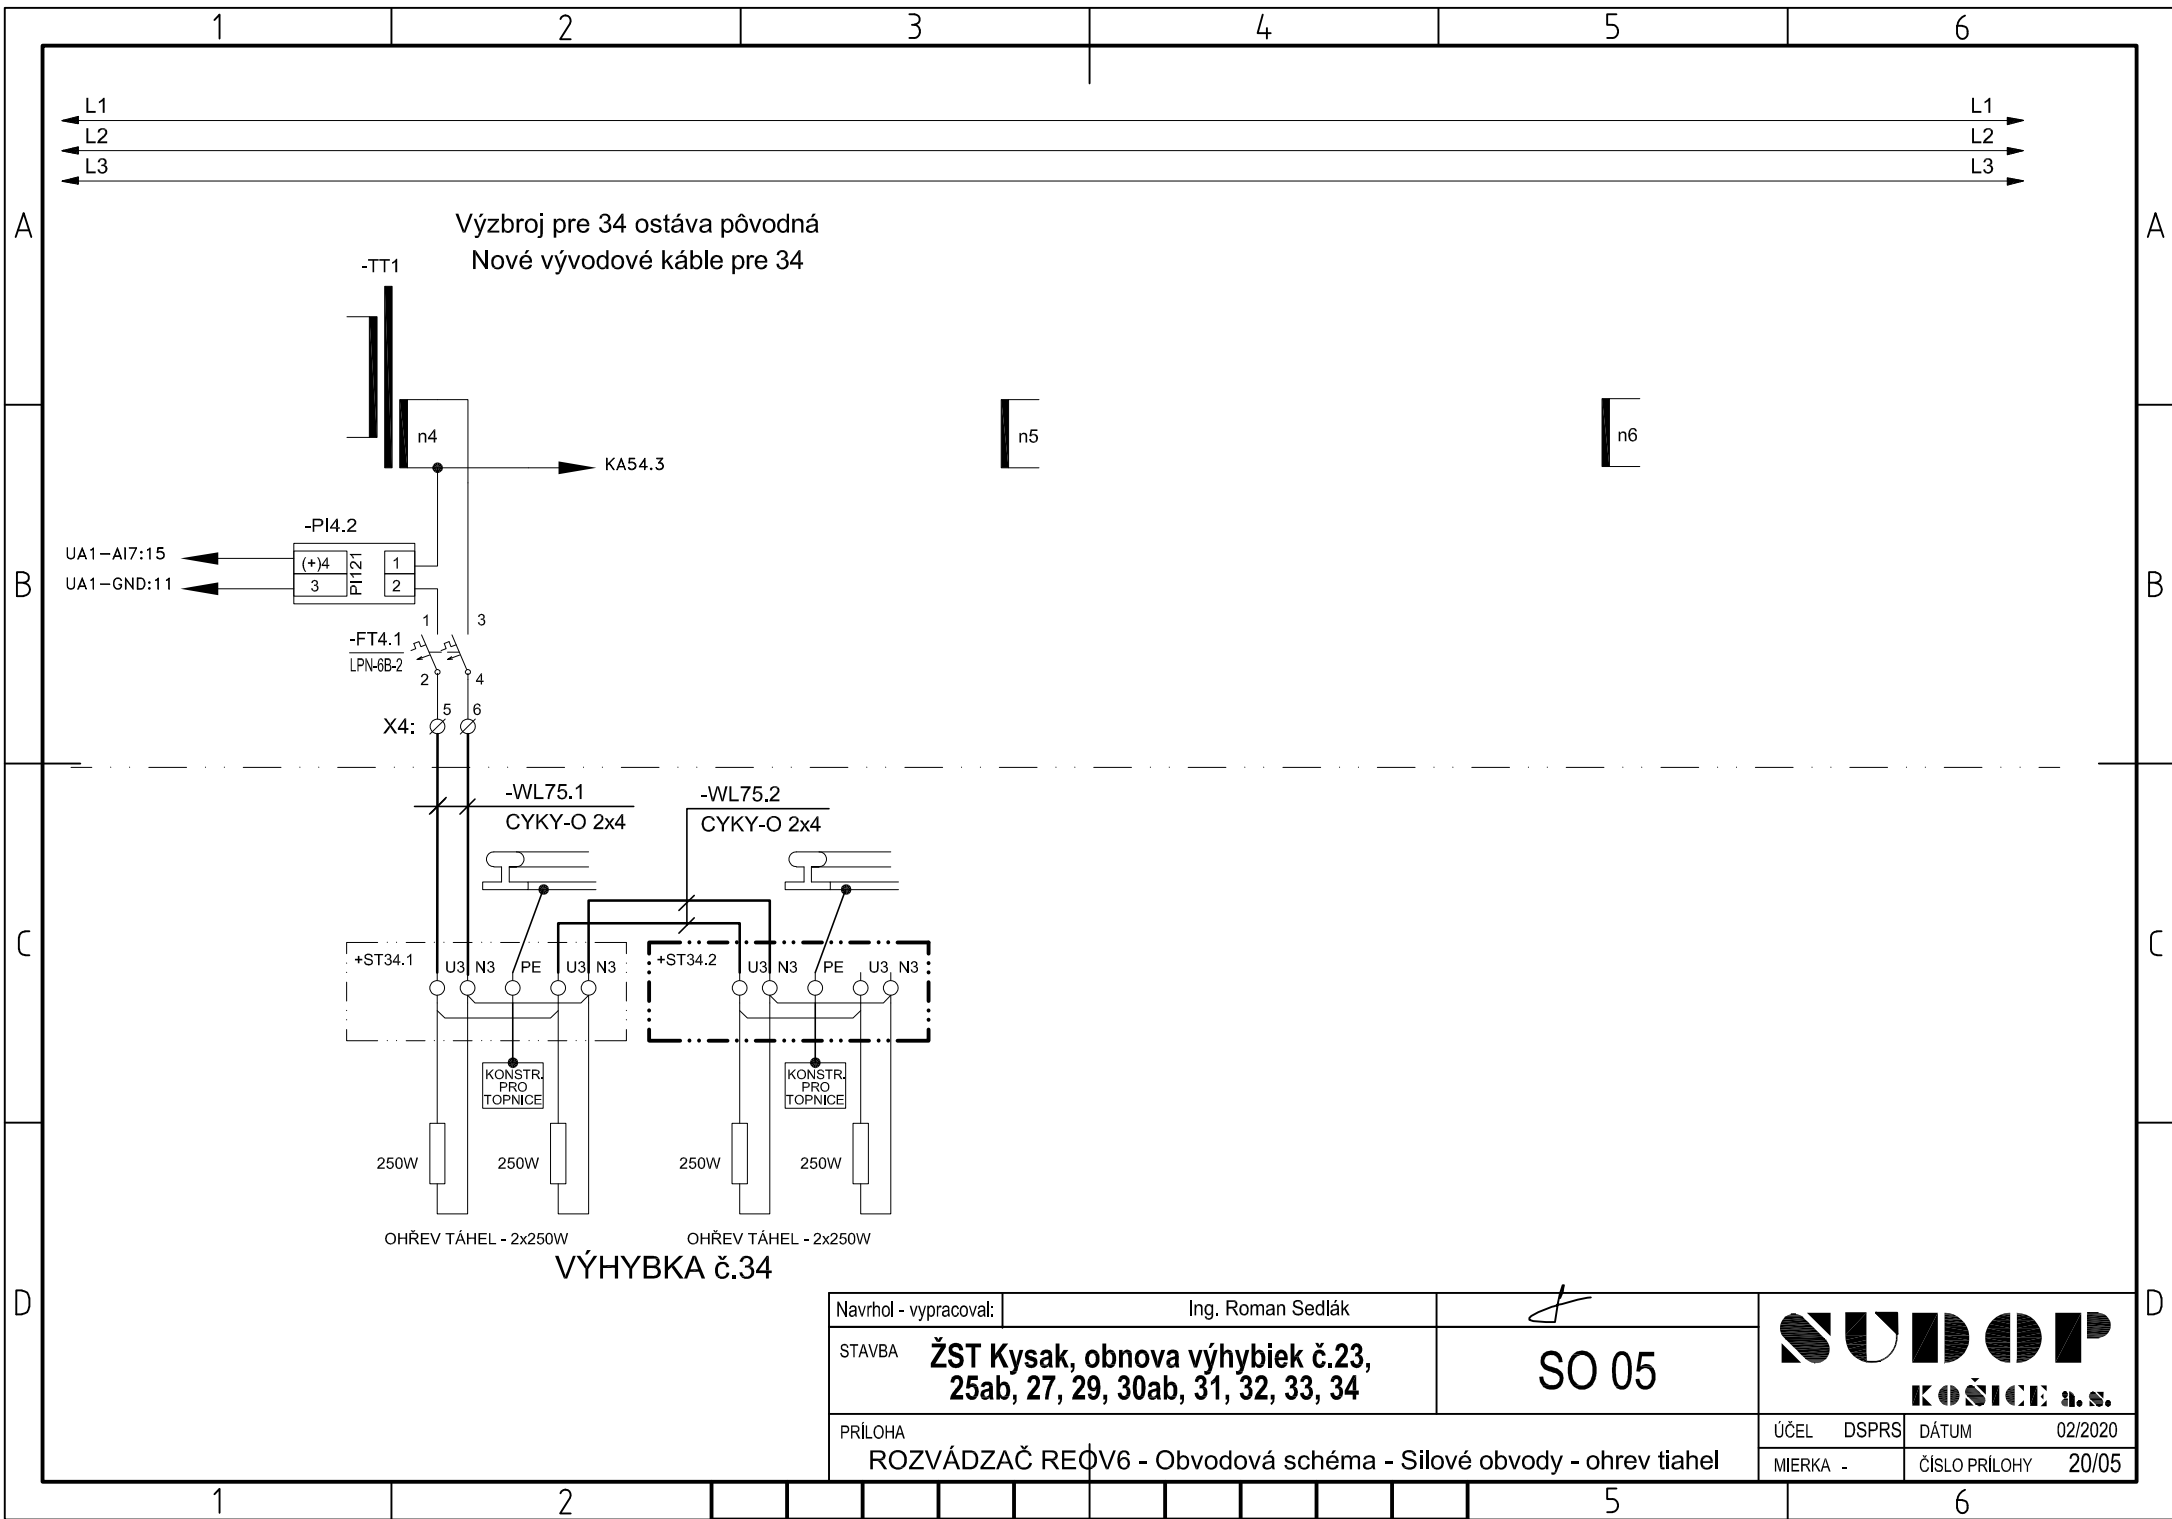 1 2 3 4 5 6
L1 L1
L2 L2
L3 L3
A A
Výzbroj pre 34 ostáva pôvodná
Nové vývodové káble pre 34
-TT1
n4 n5 n6
KA54.3
-PI4.2
UA1-AI7:15
UA1-GND:11
(+)4 PI121 1
3 2
B B
1 3
-FT4.1
LPN-6B-2
2 4
5 6
X4:
-WL75.1
CYKY-O 2x4
-WL75.2
CYKY-O 2x4
C C
+ST34.1 U3 N3 PE U3 N3
+ST34.2 U3 N3 PE U3 N3
KONSTR.
PRO
TOPNICE
KONSTR.
PRO
TOPNICE
250W 250W 250W 250W
OHŘEV TÁHEL - 2x250W OHŘEV TÁHEL - 2x250W
VÝHYBKA č.34
D D
Navrhol - vypracoval: Ing. Roman Sedlák
STAVBA ŽST Kysak, obnova výhybiek č.23,
25ab, 27, 29, 30ab, 31, 32, 33, 34
SO 05
SUDOP
KOŠICE a. s.
PRÍLOHA
ROZVÁDZAČ REOV6 - Obvodová schéma - Silové obvody - ohrev tiahel
ÚČEL DSPRS DÁTUM 02/2020
MIERKA - ČÍSLO PRÍLOHY 20/05
1 2 5 6